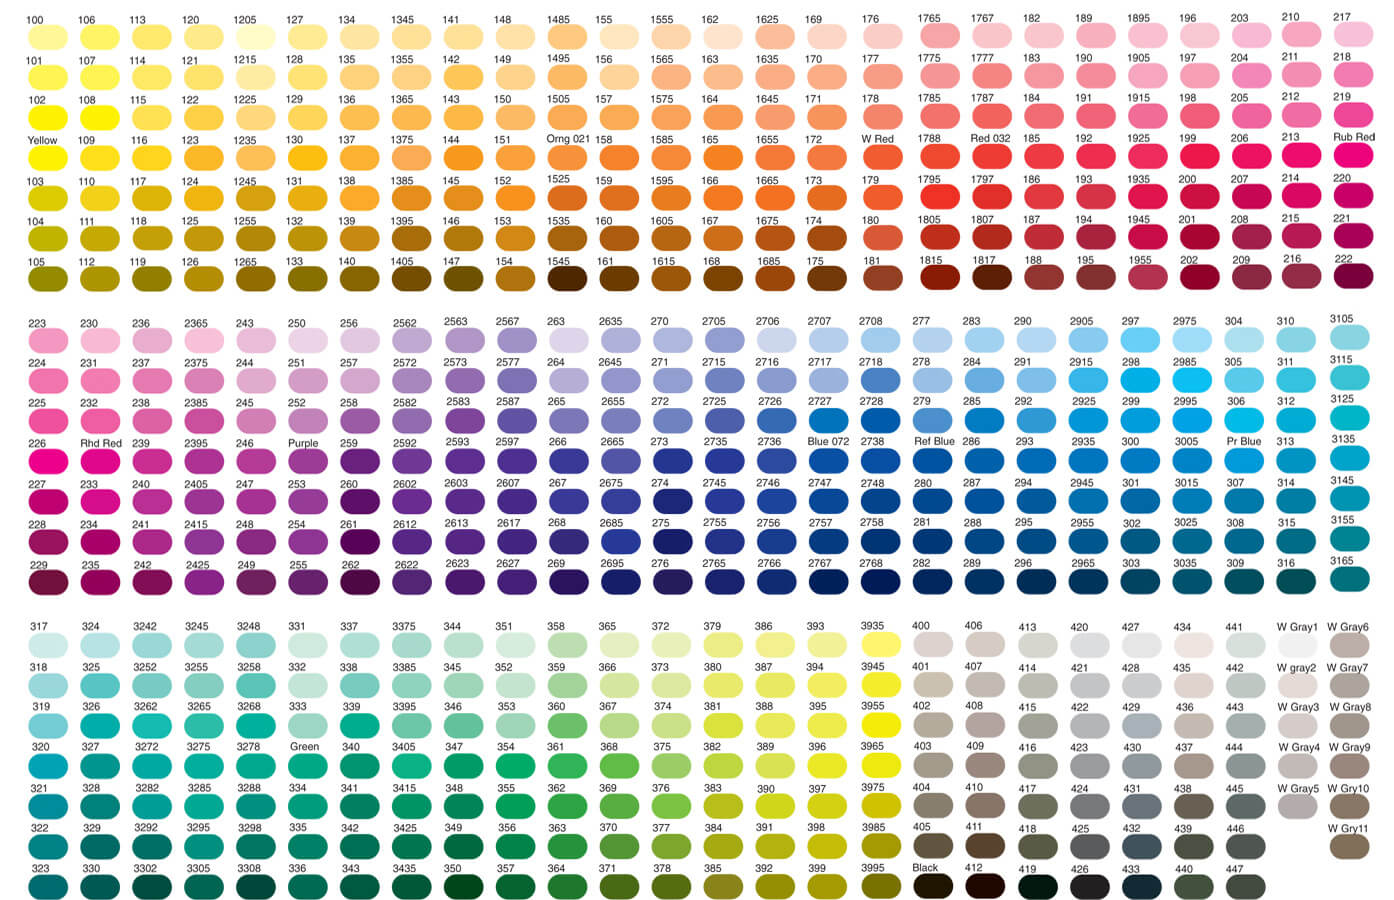 100 106 113 120 1205 127 134 1345 141 148 1485 155 1555 162 1625 169 176 1765 1767 182 189 1895 196 203 210 217
101 107 114 121 1215 128 135 1355 142 149 1495 156 1565 163 1635 170 177 1775 1777 183 190 1905 197 204 211 218
102 108 115 122 1225 129 136 1365 143 150 1505 157 1575 164 1645 171 178 1785 1787 184 191 1915 198 205 212 219
Yellow 109 116 123 1235 130 137 1375 144 151 Orng 021 158 1585 165 1655 172 W Red 1788 Red 032 185 192 1925 199 206 213 Rub Red
103 110 117 124 1245 131 138 1385 145 152 1525 159 1595 166 1665 173 179 1795 1797 186 193 1935 200 207 214 220
104 111 118 125 1255 132 139 1395 146 153 1535 160 1605 167 1675 174 180 1805 1807 187 194 1945 201 208 215 221
105 112 119 126 1265 133 140 1405 147 154 1545 161 1615 168 1685 175 181 1815 1817 188 195 1955 202 209 216 222
223 230 236 2365 243 250 256 2562 2563 2567 263 2635 270 2705 2706 2707 2708 277 283 290 2905 297 2975 304 310 3105
224 231 237 2375 244 251 257 2572 2573 2577 264 2645 271 2715 2716 2717 2718 278 284 291 2915 298 2985 305 311 3115
225 232 238 2385 245 252 258 2582 2583 2587 265 2655 272 2725 2726 2727 2728 279 285 292 2925 299 2995 306 312 3125
226 Rhd Red 239 2395 246 Purple 259 2592 2593 2597 266 2665 273 2735 2736 Blue 072 2738 Ref Blue 286 293 2935 300 3005 Pr Blue 313 3135
227 233 240 2405 247 253 260 2602 2603 2607 267 2675 274 2745 2746 2747 2748 280 287 294 2945 301 3015 307 314 3145
228 234 241 2415 248 254 261 2612 2613 2617 268 2685 275 2755 2756 2757 2758 281 288 295 2955 302 3025 308 315 3155
229 235 242 2425 249 255 262 2622 2623 2627 269 2695 276 2765 2766 2767 2768 282 289 296 2965 303 3035 309 316 3165
317 324 3242 3245 3248 331 337 3375 344 351 358 365 372 379 386 393 3935 400 406 413 420 427 434 441 W Gray1 W Gray6
318 325 3252 3255 3258 332 338 3385 345 352 359 366 373 380 387 394 3945 401 407 414 421 428 435 442 W gray2 W Gray7
319 326 3262 3265 3268 333 339 3395 346 353 360 367 374 381 388 395 3955 402 408 415 422 429 436 443 W Gray3 W Gray8
320 327 3272 3275 3278 Green 340 3405 347 354 361 368 375 382 389 396 3965 403 409 416 423 430 437 444 W Gray4 W Gray9
321 328 3282 3285 3288 334 341 3415 348 355 362 369 376 383 390 397 3975 404 410 417 424 431 438 445 W Gray5 W Gry10
322 329 3292 3295 3298 335 342 3425 349 356 363 370 377 384 391 398 3985 405 411 418 425 432 439 446 W Gry11
323 330 3302 3305 3308 336 343 3435 350 357 364 371 378 385 392 399 3995 Black 412 419 426 433 440 447